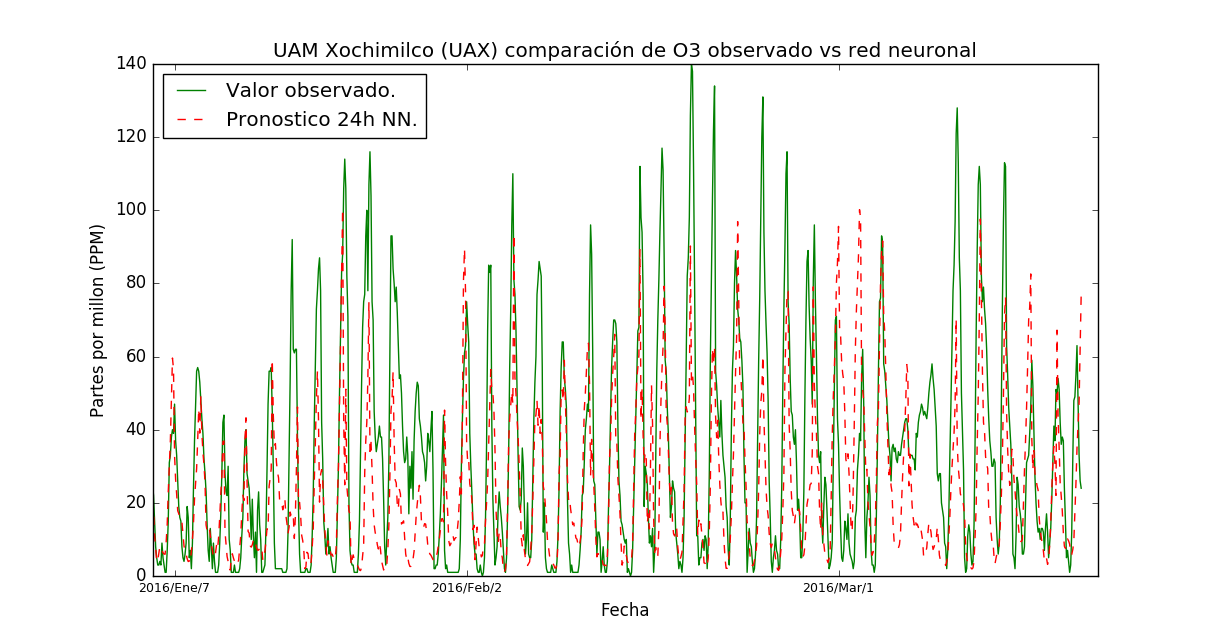 UAM Xochimilco (UAX) comparación de O3 observado vs red neuronal
Valor observado.
Pronostico 24h NN.
Partes por millon (PPM)
140
120
100
80
60
40
20
0
2016/Ene/7
2016/Feb/2
2016/Mar/1
Fecha